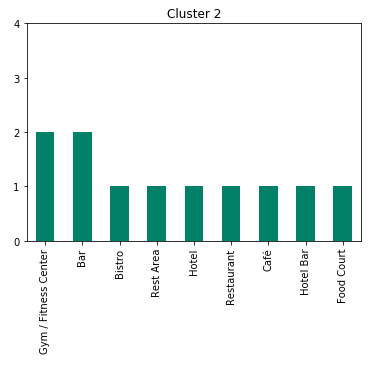 Cluster 2
4
3
2
1
0
Gym / Fitness Center
Bar
Bistro
Rest Area
Hotel
Restaurant
Café
Hotel Bar
Food Court